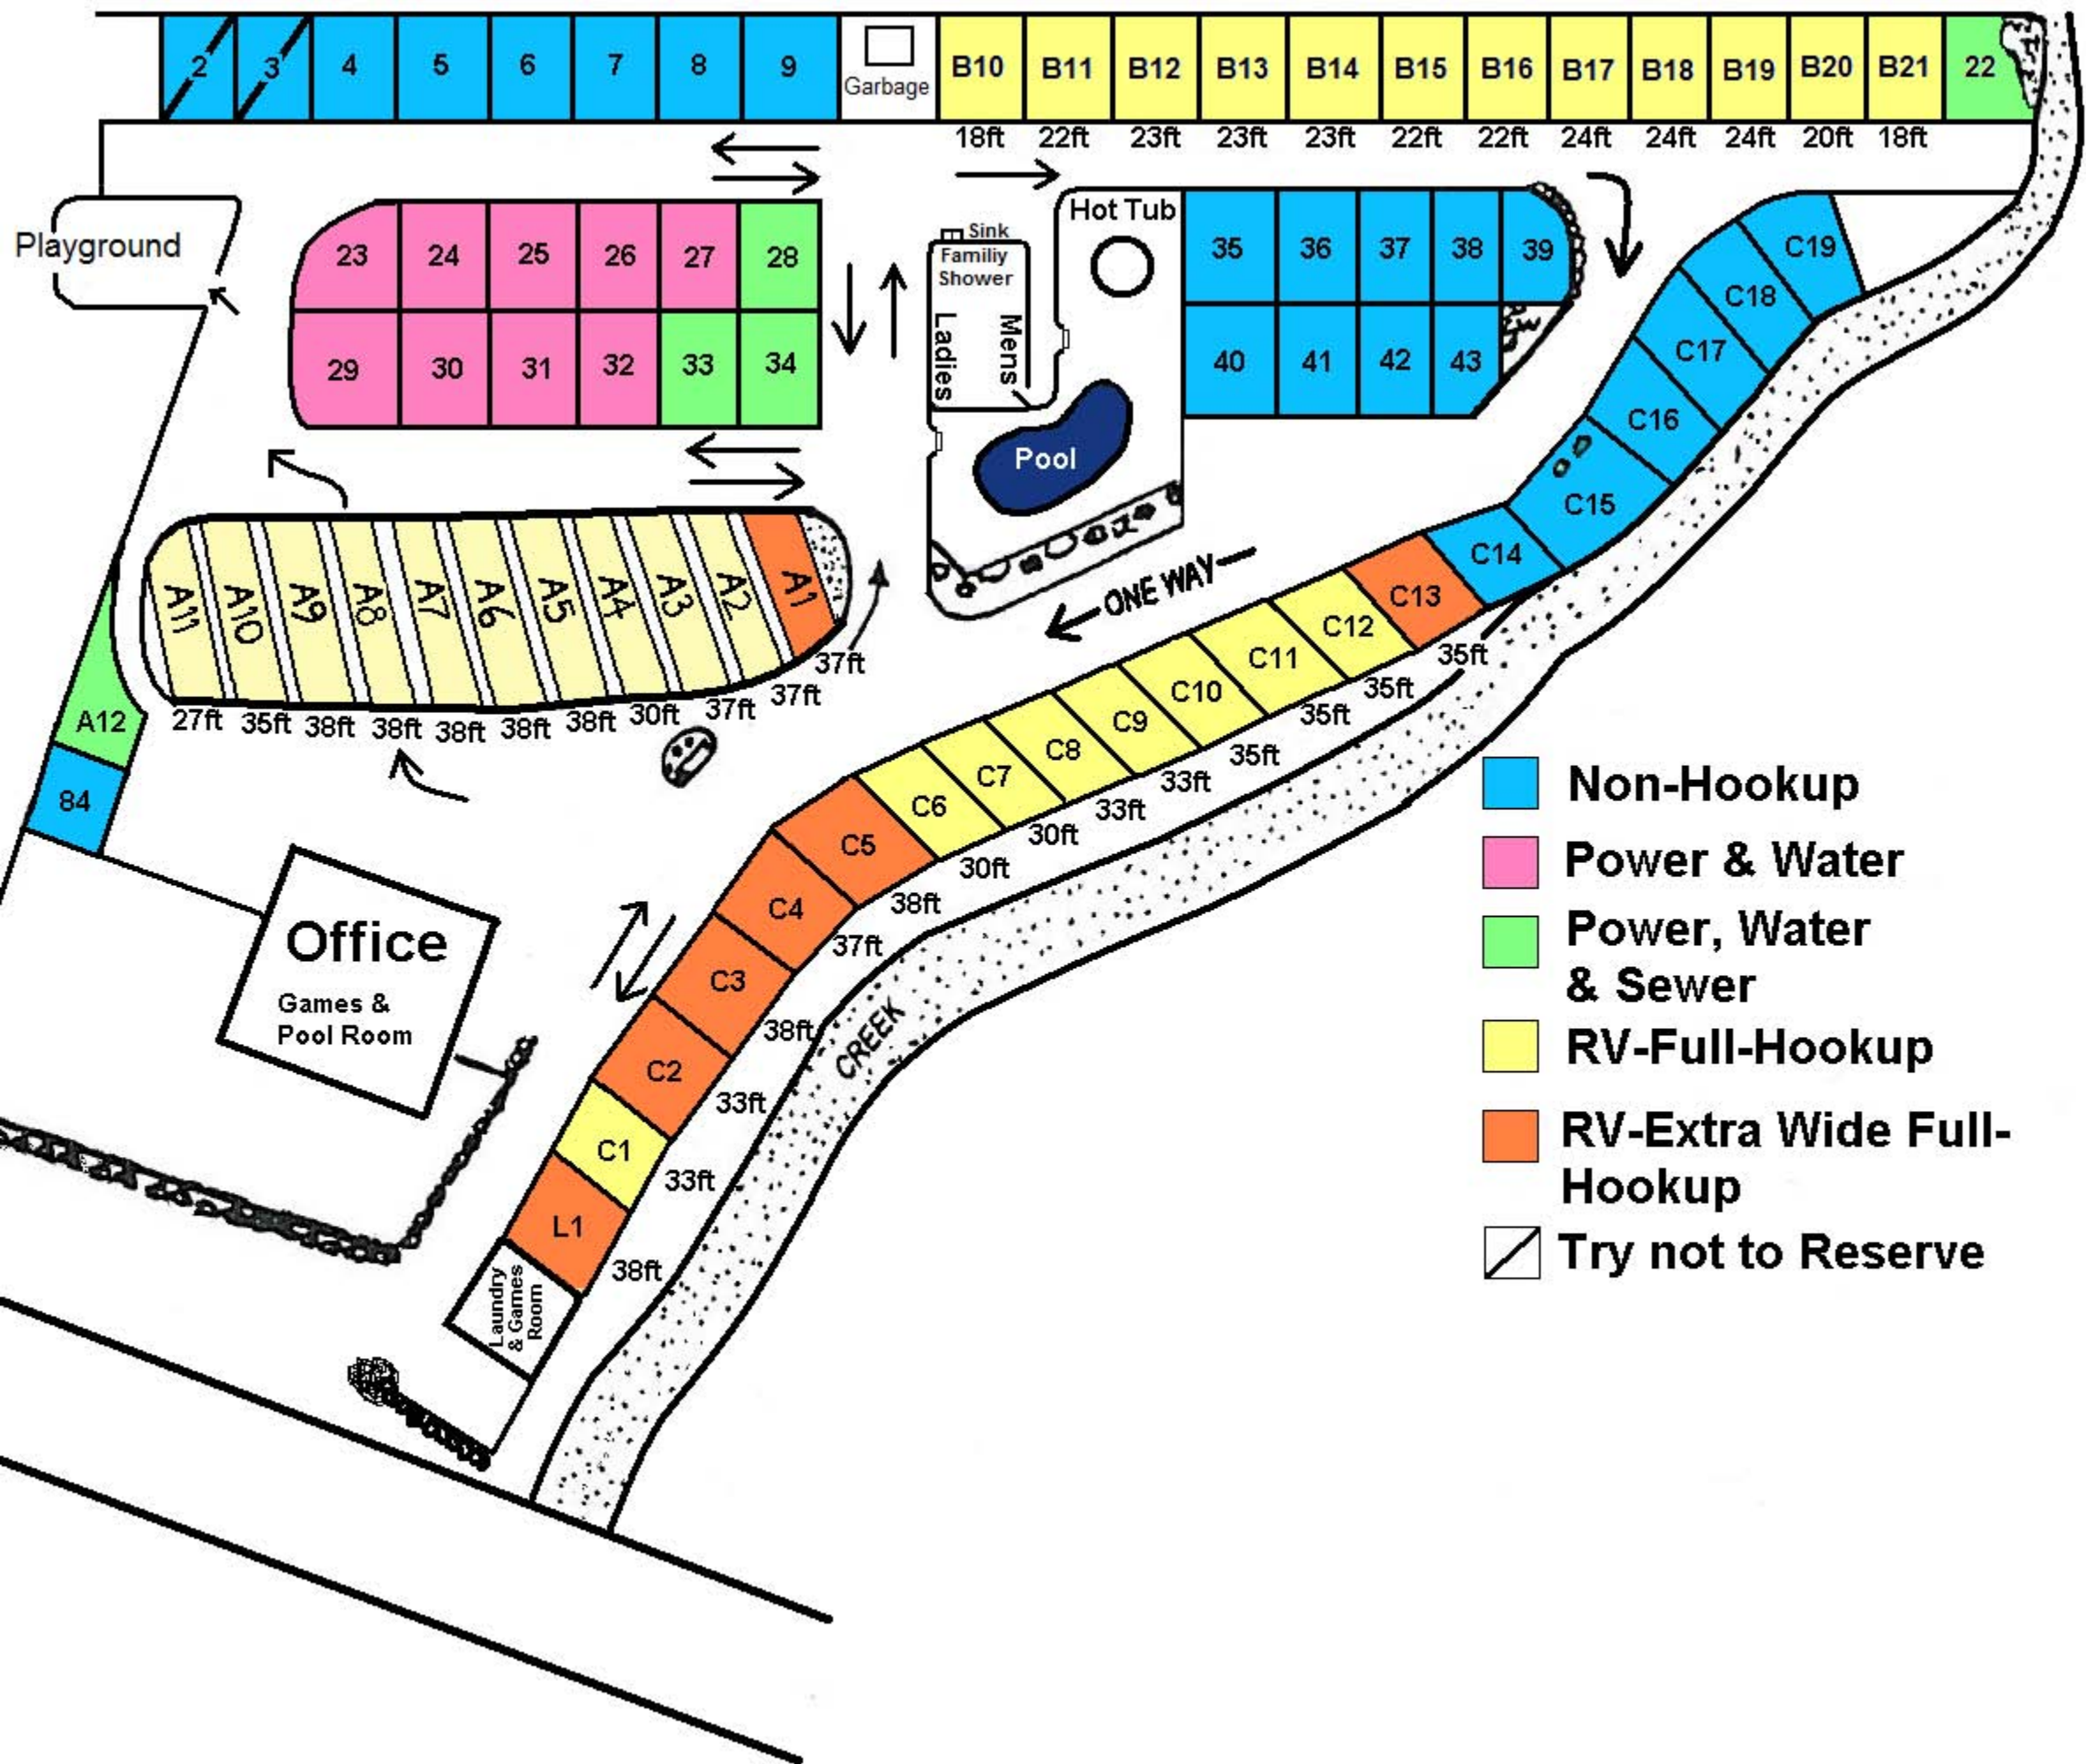 2 3 4 5 6 7 8 9
Garbage
B10 B11 B12 B13 B14 B15 B16 B17 B18 B19 B20 B21 22
18ft 22ft 23ft 23ft 23ft 22ft 22ft 24ft 24ft 24ft 20ft 18ft
Playground
23 24 25 26 27 28
29 30 31 32 33 34
Sink
Familiy
Shower
Ladies
Mens
Hot Tub
Pool
35 36 37 38 39
40 41 42 43
C19
C18
C17
C16
C15
C14
C13
C12
C11
C10
C9
C8
C7
C6
C5
C4
C3
C2
C1
L1
ONE WAY
35ft
35ft
35ft
35ft
33ft
33ft
30ft
30ft
38ft
37ft
38ft
33ft
33ft
38ft
A11 A10 A9 A8 A7 A6 A5 A4 A3 A2 A1
27ft 35ft 38ft 38ft 38ft 38ft 38ft 30ft 37ft 37ft 37ft
A12
84
Office
Games &
Pool Room
CREEK
Laundry
& Games
Room
Non-Hookup
Power & Water
Power, Water
& Sewer
RV-Full-Hookup
RV-Extra Wide Full-
Hookup
Try not to Reserve